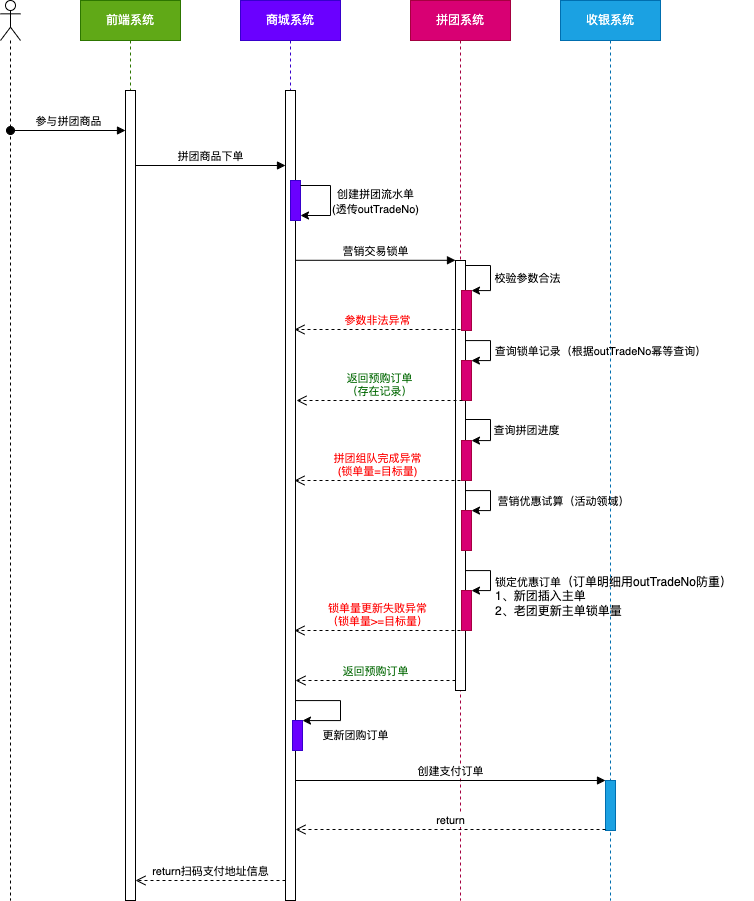 前端系统
商城系统
拼团系统
收银系统
参与拼团商品
拼团商品下单
创建拼团流水单
(透传outTradeNo)
营销交易锁单
校验参数合法
参数非法异常
查询锁单记录（根据outTradeNo幂等查询）
返回预购订单
（存在记录）
查询拼团进度
拼团组队完成异常
(锁单量=目标量)
营销优惠试算（活动领域）
锁定优惠订单（订单明细用outTradeNo防重）
1、新团插入主单
2、老团更新主单锁单量
锁单量更新失败异常
（锁单量>=目标量）
返回预购订单
更新团购订单
创建支付订单
return
return扫码支付地址信息